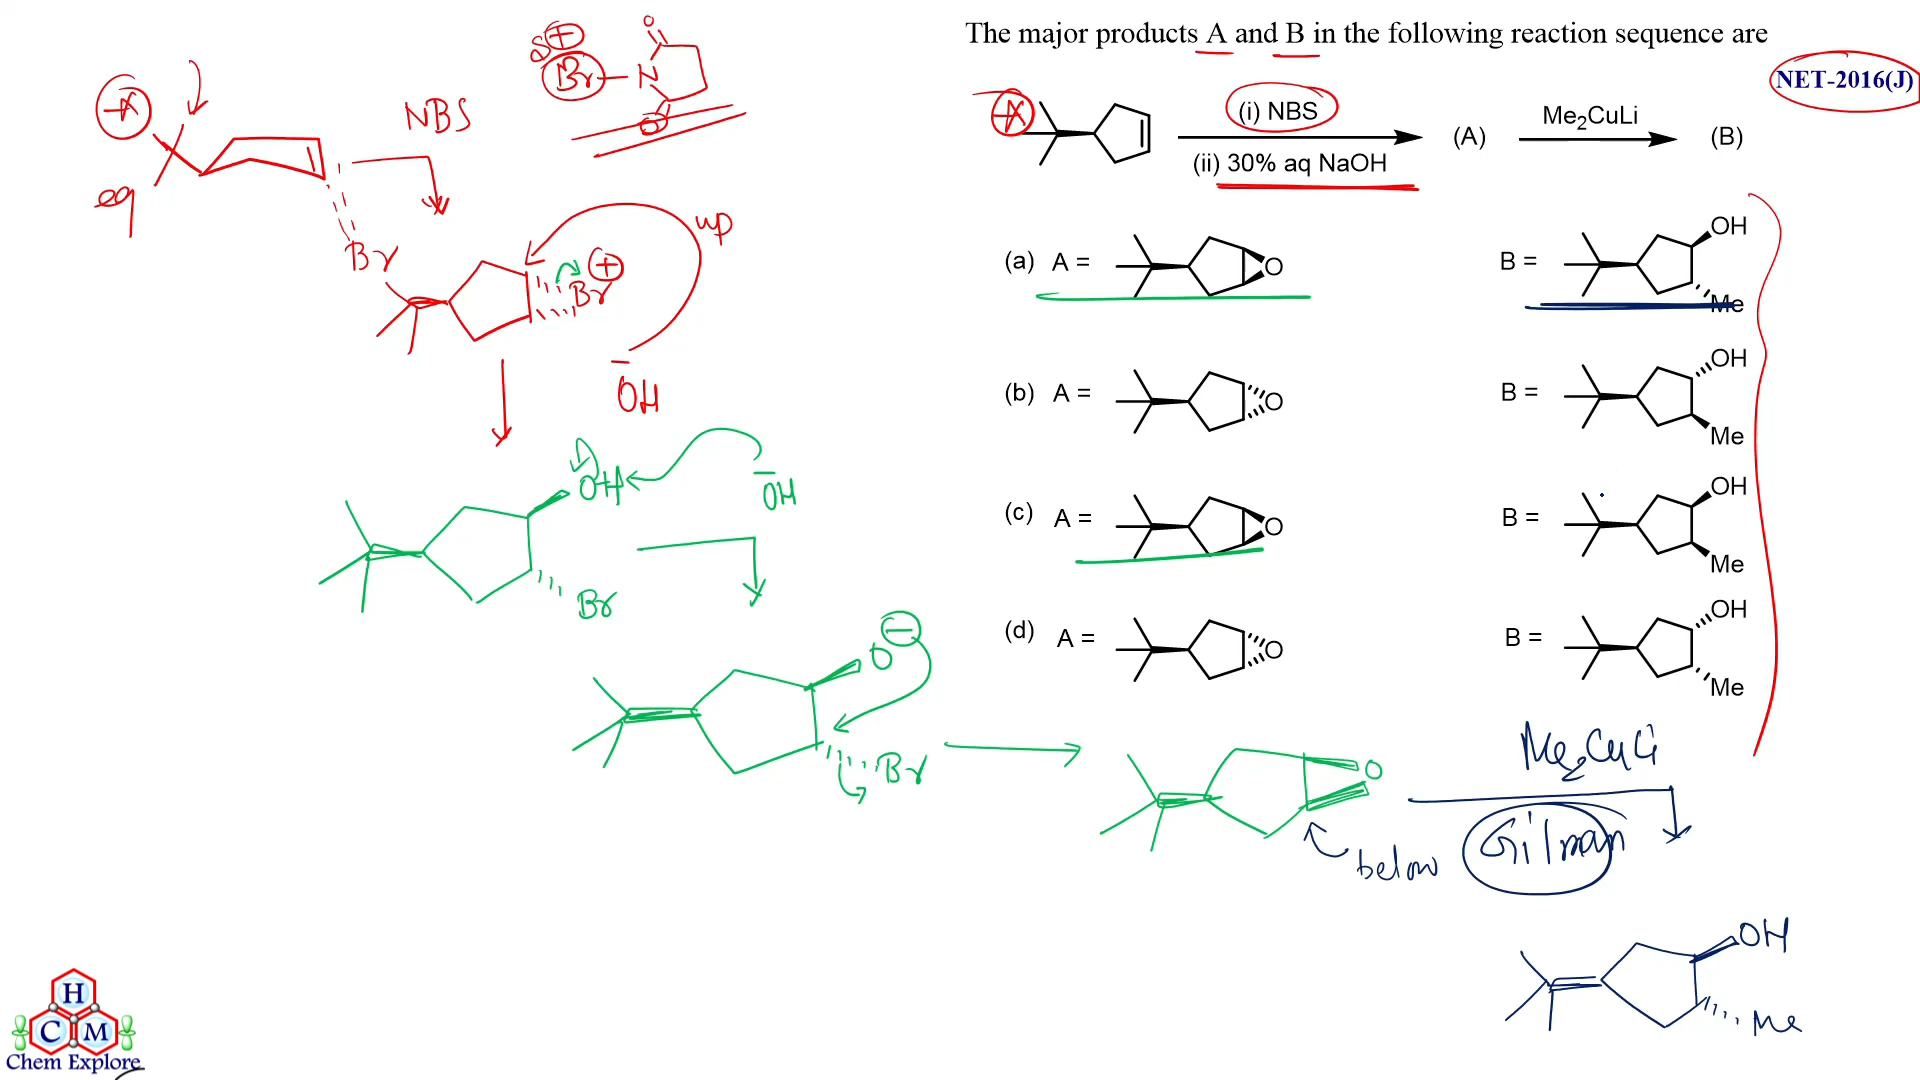 The major products A and B in the following reaction sequence are
NET-2016(J)
(i) NBS
(ii) 30% aq NaOH
(A)
Me2CuLi
(B)
(a) A = O B = OH Me
(b) A = O B = OH Me
(c) A = O B = OH Me
(d) A = O B = OH Me
eq
NBS
δ+
Br N O O
Br
Br +
up
OH
OH
OH
Br
O
Br
O
below
Me2CuLi
Gilman
OH
Me
H
C M
Chem Explore